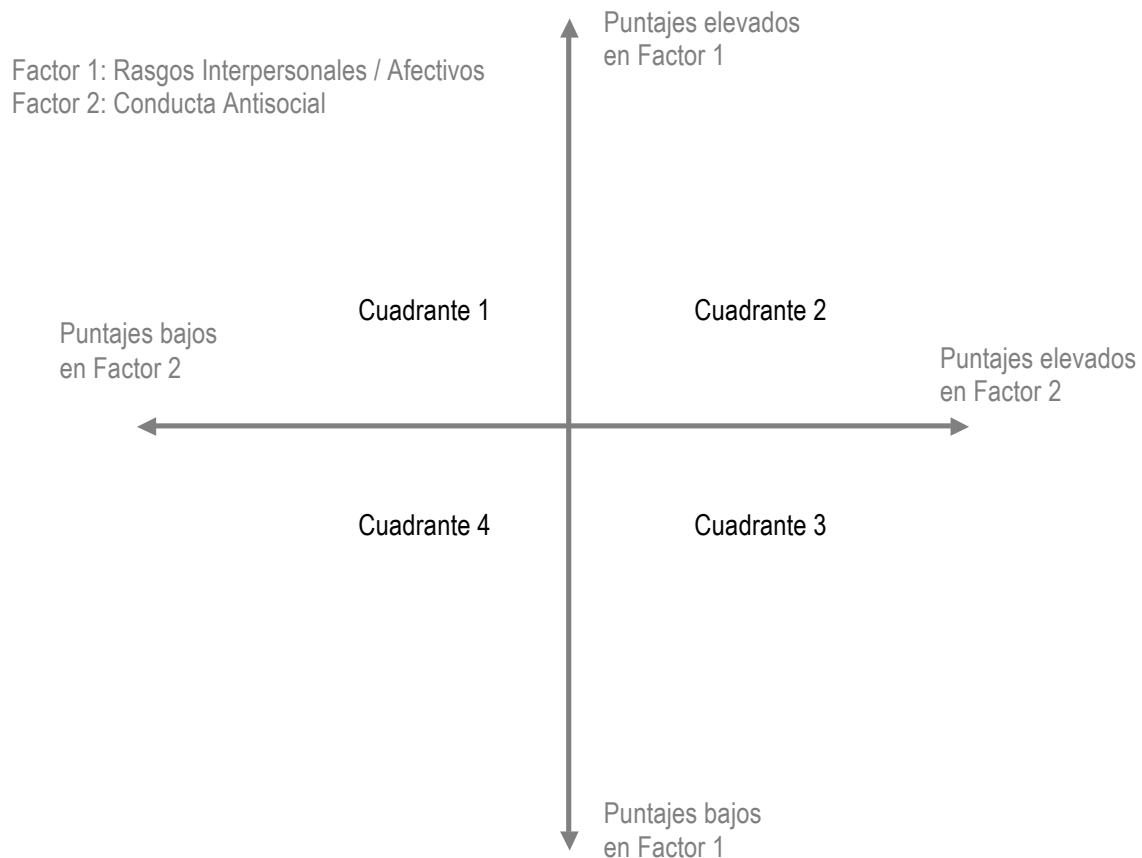 Puntajes elevados
en Factor 1
Factor 1: Rasgos Interpersonales / Afectivos
Factor 2: Conducta Antisocial
Cuadrante 1
Cuadrante 2
Puntajes bajos
en Factor 2
Puntajes elevados
en Factor 2
Cuadrante 4
Cuadrante 3
Puntajes bajos
en Factor 1